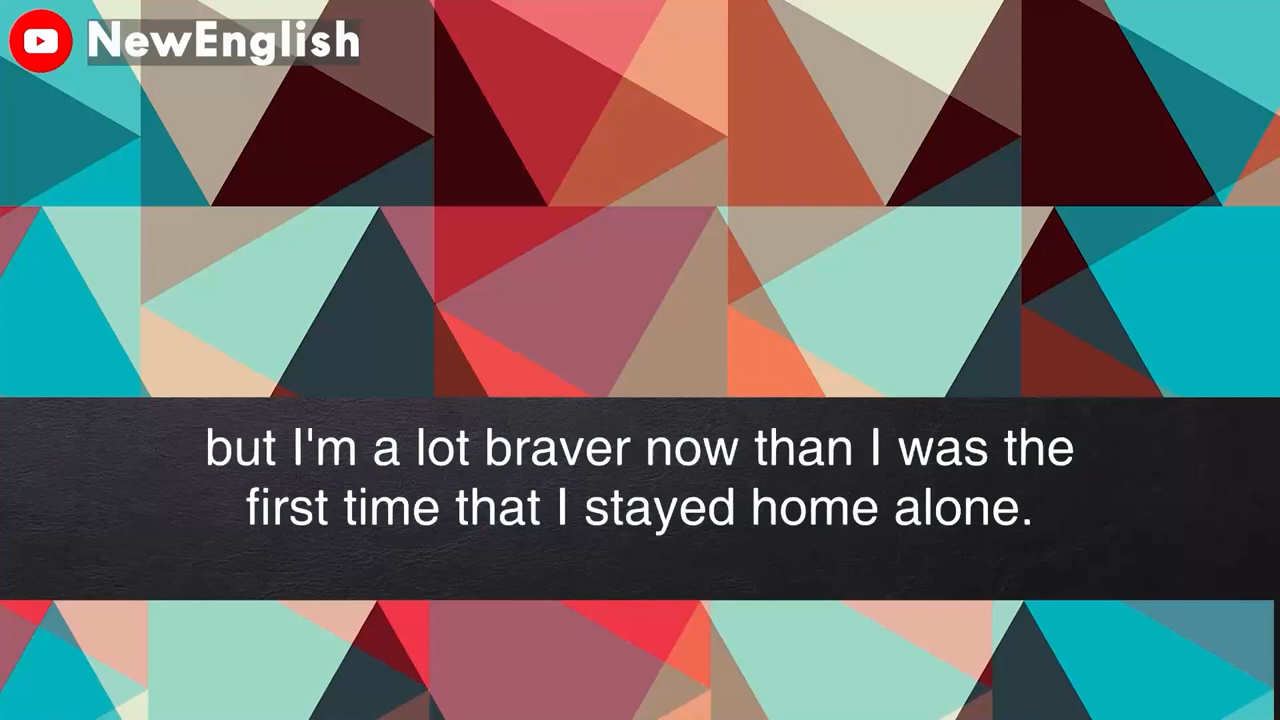 NewEnglish
but I'm a lot braver now than I was the
first time that I stayed home alone.